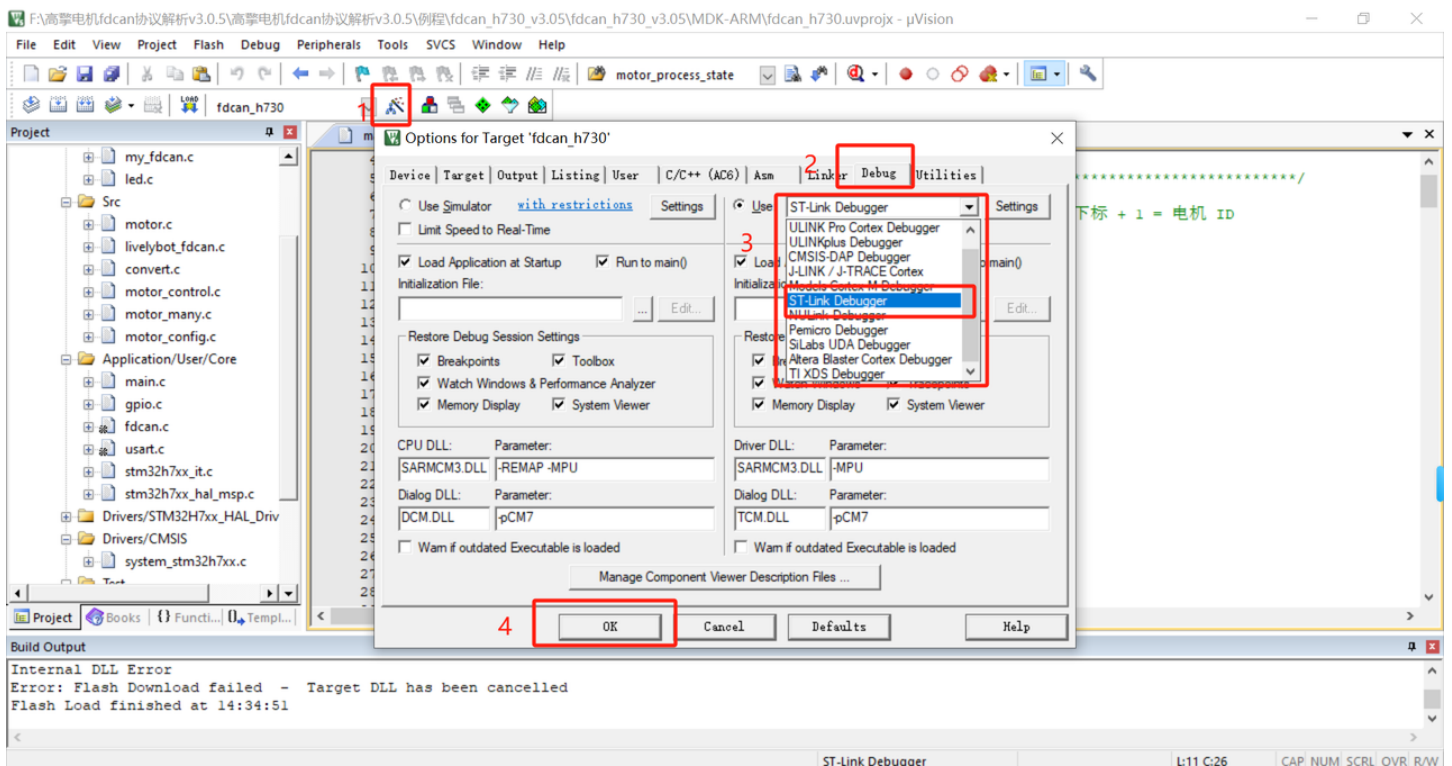 F:\高擎电机fdcan协议解析v3.0.5\高擎电机fdcan协议解析v3.0.5\例程\fdcan_h730_v3.05\fdcan_h730_v3.05\MDK-ARM\fdcan_h730.uvprojx - µVision
File Edit View Project Flash Debug Peripherals Tools SVCS Window Help
motor_process_state
LOAD fdcan_h730 1
Project
my_fdcan.c
led.c
Src
motor.c
livelybot_fdcan.c
convert.c
motor_control.c
motor_many.c
motor_config.c
Application/User/Core
main.c
gpio.c
fdcan.c
usart.c
stm32h7xx_it.c
stm32h7xx_hal_msp.c
Drivers/STM32H7xx_HAL_Driv
Drivers/CMSIS
system_stm32h7xx.c
Test
Project Books {} Functi... Templ...
**************************/
下标 + 1 = 电机 ID
Options for Target 'fdcan_h730'
2
Device Target Output Listing User C/C++ (AC6) Asm Linker Debug Utilities
Use Simulator with restrictions Settings
Limit Speed to Real-Time
Load Application at Startup Run to main()
Initialization File:
... Edit...
Restore Debug Session Settings
Breakpoints Toolbox
Watch Windows & Performance Analyzer
Memory Display System Viewer
CPU DLL: Parameter:
SARMCM3.DLL -REMAP -MPU
Dialog DLL: Parameter:
DCM.DLL -pCM7
Warn if outdated Executable is loaded
Use ST-Link Debugger Settings
3
ULINK Pro Cortex Debugger
ULINKplus Debugger
CMSIS-DAP Debugger
J-LINK / J-TRACE Cortex
Models Cortex-M Debugger
ST-Link Debugger
NULink Debugger
Pemicro Debugger
SiLabs UDA Debugger
Altera Blaster Cortex Debugger
TI XDS Debugger
Edit...
Memory Display System Viewer
Driver DLL: Parameter:
SARMCM3.DLL -MPU
Dialog DLL: Parameter:
TCM.DLL -pCM7
Warn if outdated Executable is loaded
Manage Component Viewer Description Files ...
4 OK Cancel Defaults Help
Build Output
Internal DLL Error
Error: Flash Download failed - Target DLL has been cancelled
Flash Load finished at 14:34:51
ST-Link Debugger L:11 C:26 CAP NUM SCRL OVR R/W